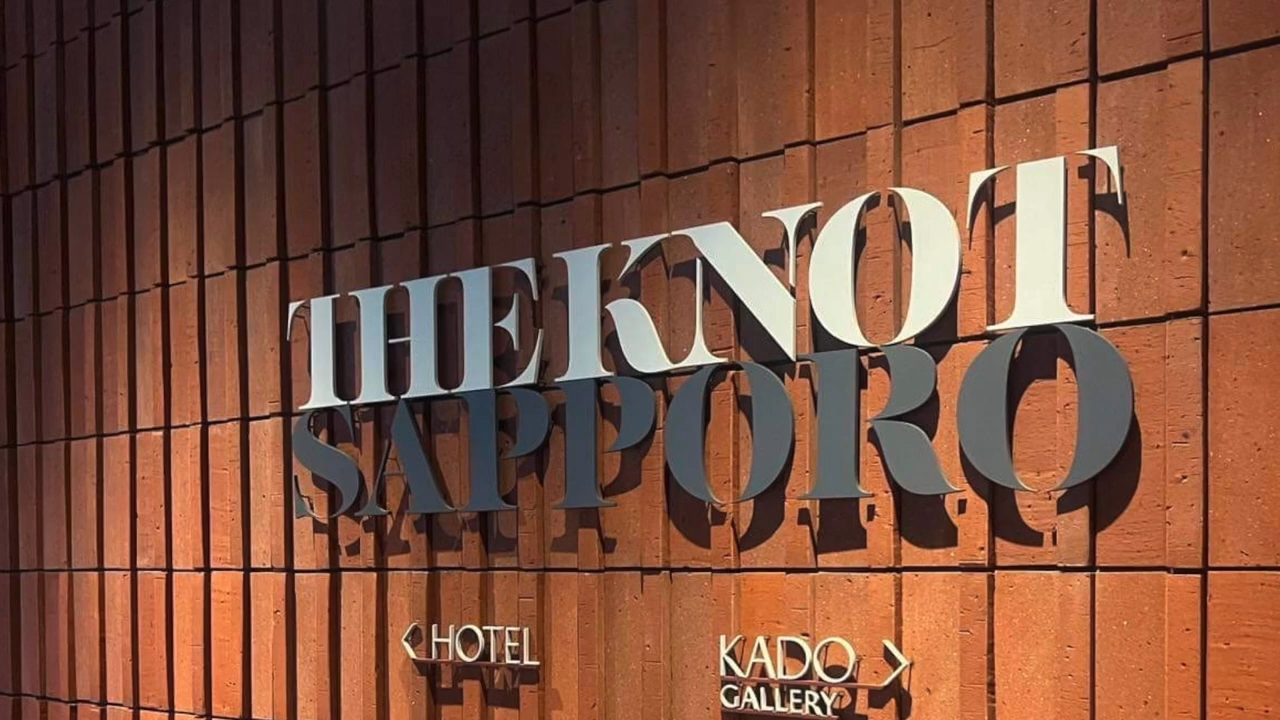 THE KNOT
SAPPORO
< HOTEL
KADO >
GALLERY